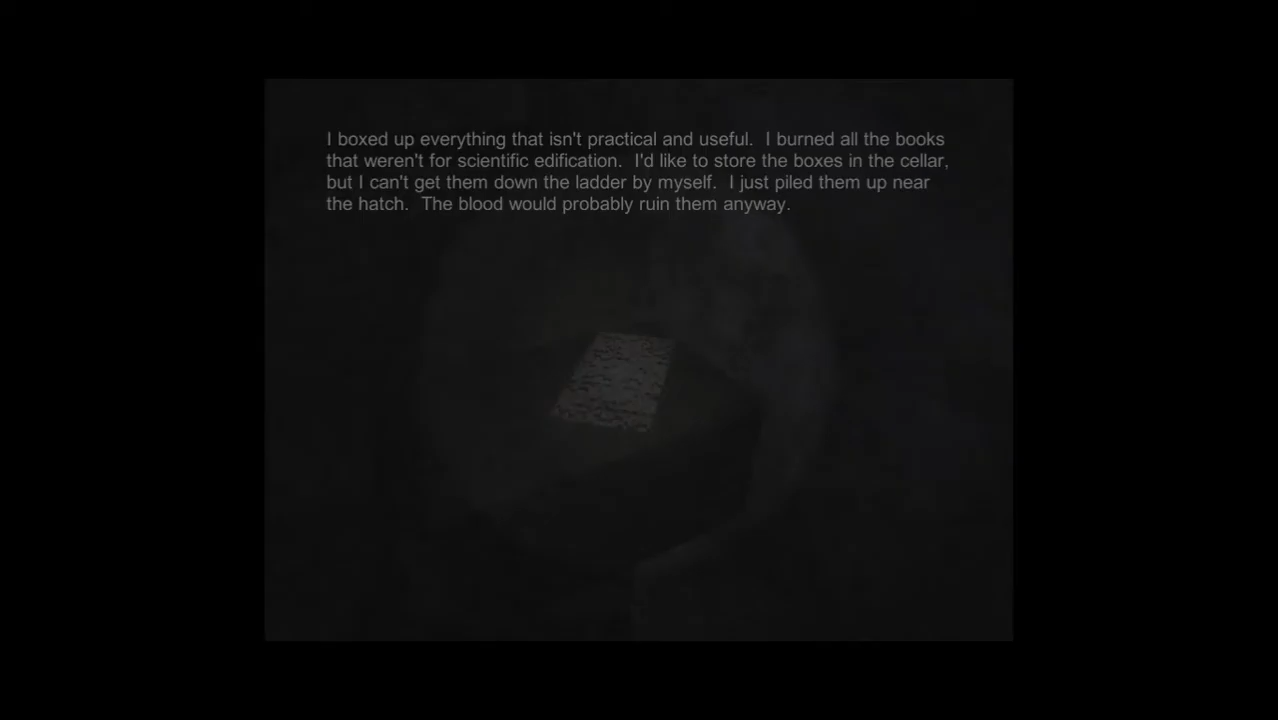 I boxed up everything that isn't practical and useful.  I burned all the books
that weren't for scientific edification.  I'd like to store the boxes in the cellar,
but I can't get them down the ladder by myself.  I just piled them up near
the hatch.  The blood would probably ruin them anyway.